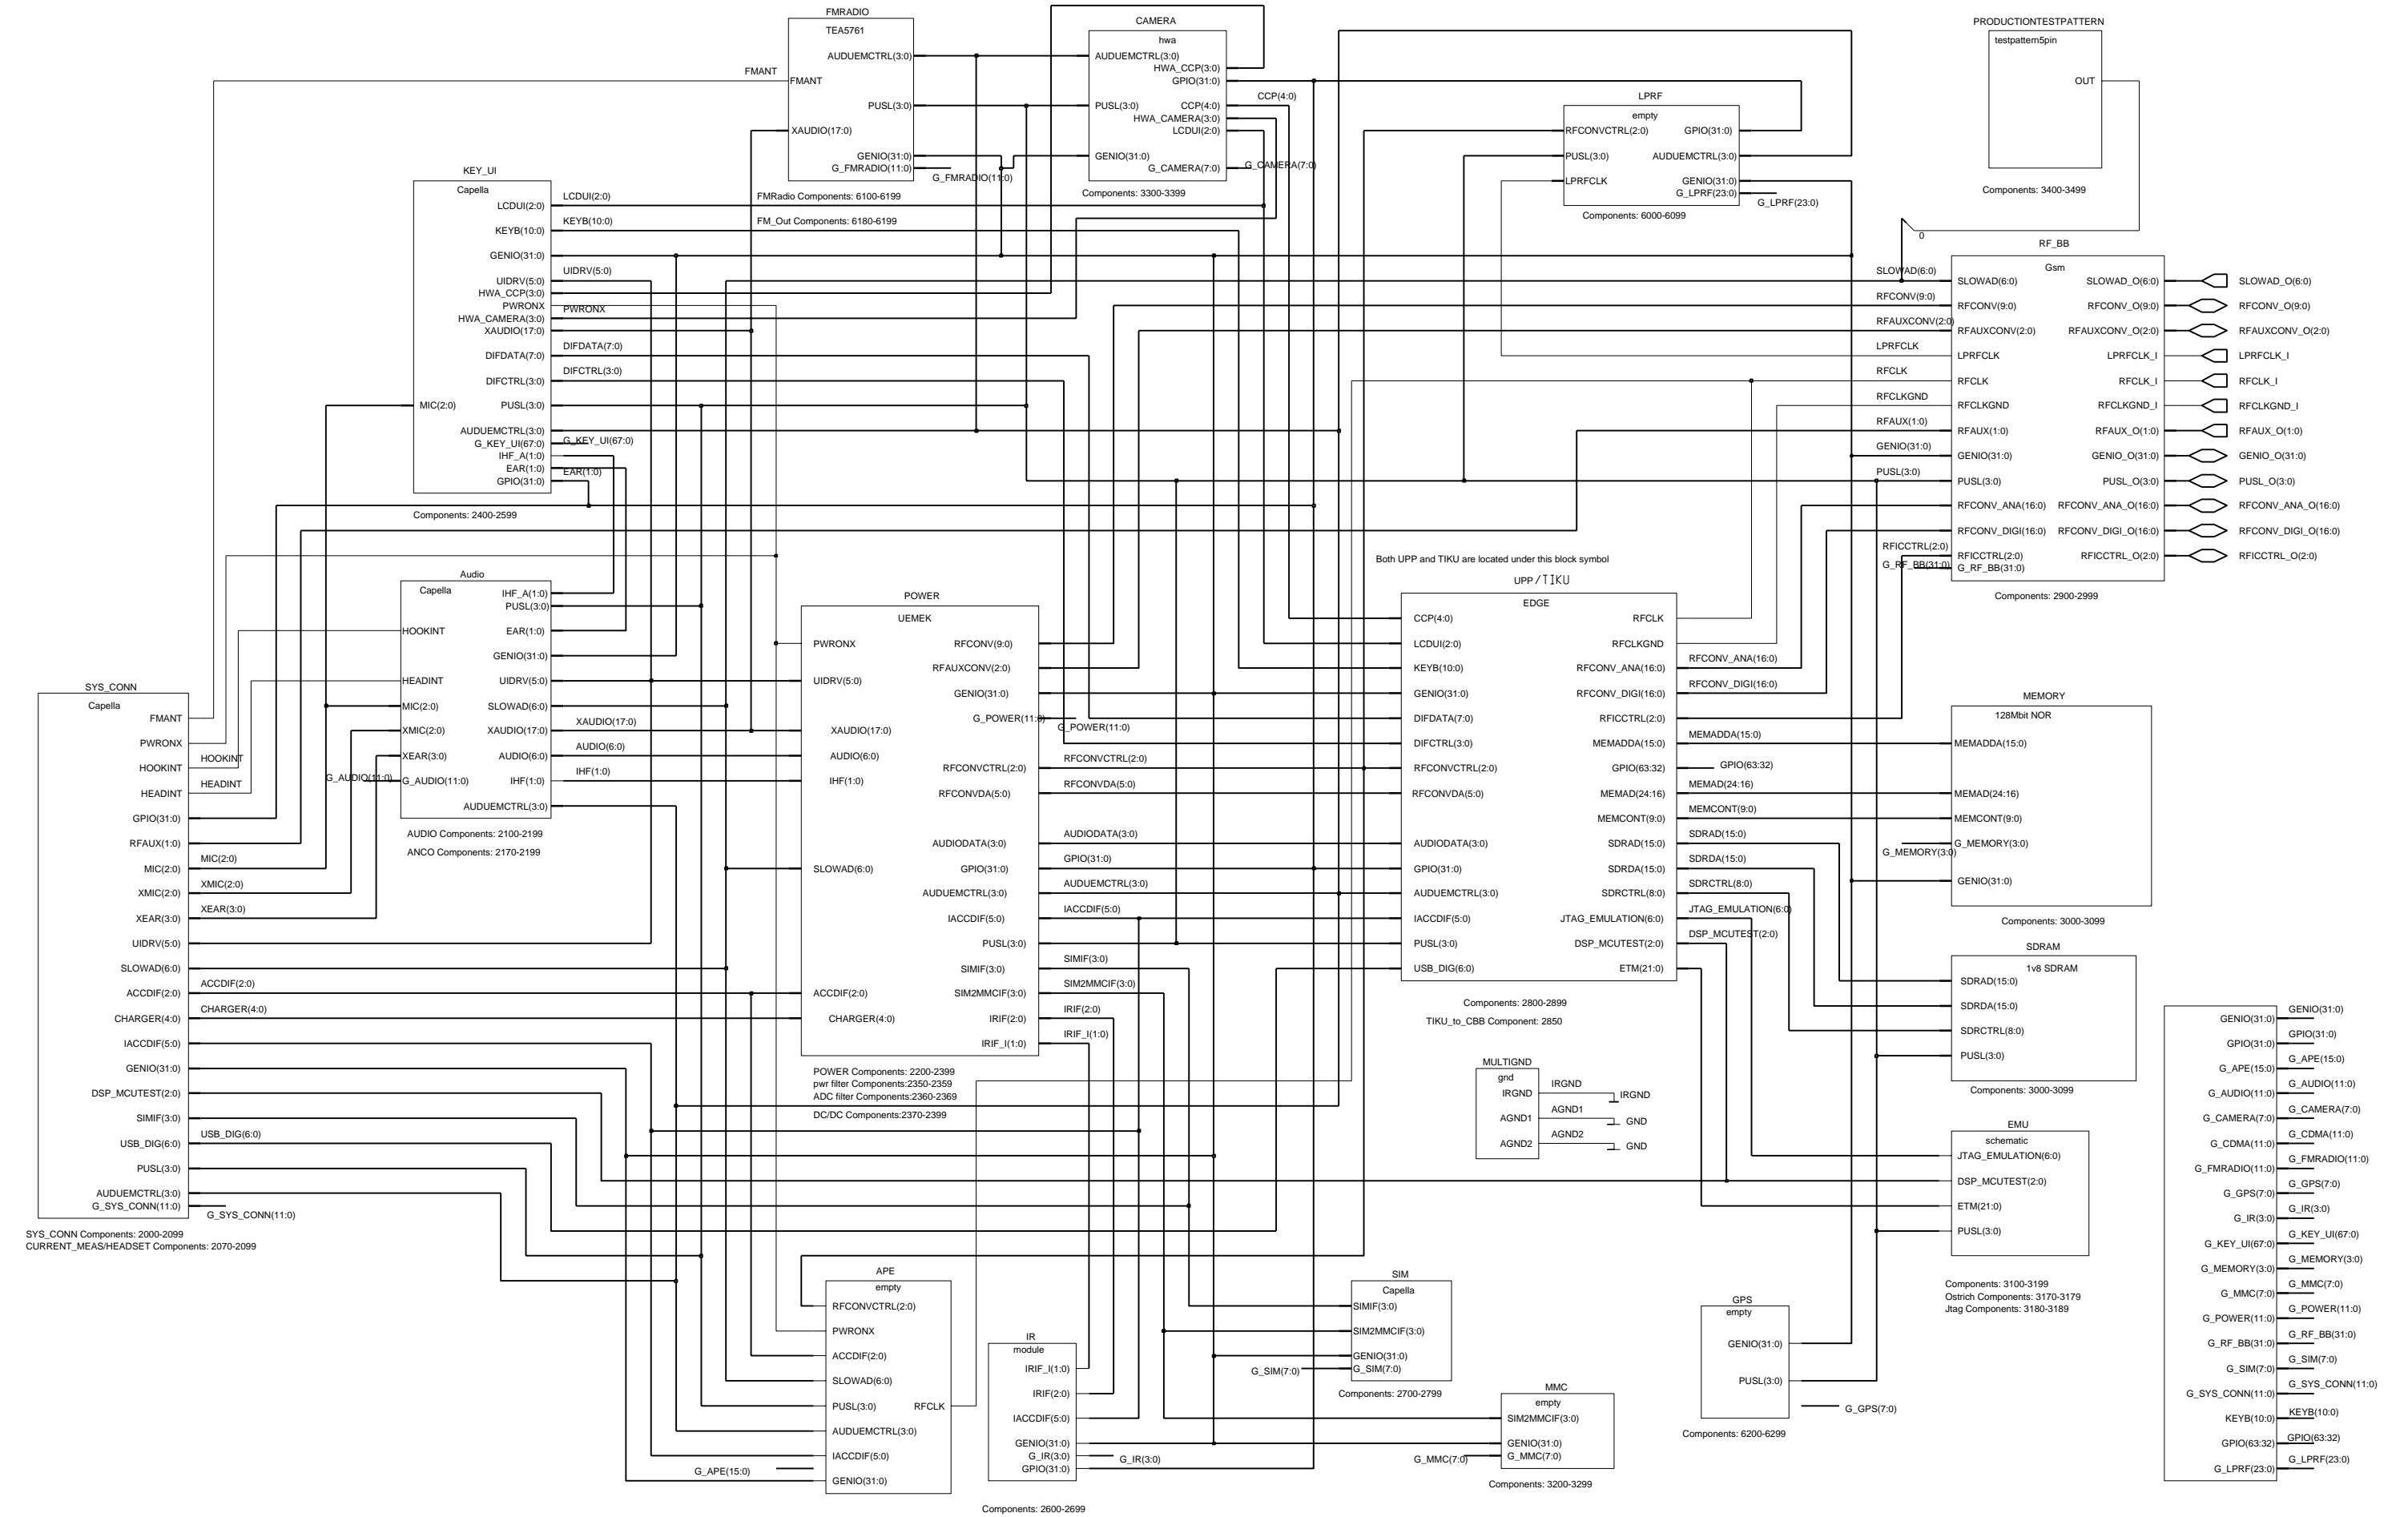 FMRADIO
TEA5761
AUDUEMCTRL(3:0)
FMANT
FMANT
PUSL(3:0)
XAUDIO(17:0)
GENIO(31:0)
G_FMRADIO(11:0)
G_FMRADIO(11:0)
FMRadio Components: 6100-6199
FM_Out Components: 6180-6199
CAMERA
hwa
AUDUEMCTRL(3:0)
HWA_CCP(3:0)
GPIO(31:0)
PUSL(3:0)
CCP(4:0)
CCP(4:0)
HWA_CAMERA(3:0)
LCDUI(2:0)
GENIO(31:0)
G_CAMERA(7:0)
G_CAMERA(7:0)
Components: 3300-3399
LPRF
empty
RFCONVCTRL(2:0)
GPIO(31:0)
PUSL(3:0)
AUDUEMCTRL(3:0)
LPRFCLK
GENIO(31:0)
G_LPRF(23:0)
G_LPRF(23:0)
Components: 6000-6099
PRODUCTIONTESTPATTERN
testpattern5pin
OUT
Components: 3400-3499
0
KEY_UI
Capella
LCDUI(2:0)
LCDUI(2:0)
KEYB(10:0)
KEYB(10:0)
GENIO(31:0)
UIDRV(5:0)
UIDRV(5:0)
HWA_CCP(3:0)
PWRONX
PWRONX
HWA_CAMERA(3:0)
XAUDIO(17:0)
DIFDATA(7:0)
DIFDATA(7:0)
DIFCTRL(3:0)
DIFCTRL(3:0)
MIC(2:0)
PUSL(3:0)
AUDUEMCTRL(3:0)
G_KEY_UI(67:0)
G_KEY_UI(67:0)
IHF_A(1:0)
EAR(1:0)
EAR(1:0)
GPIO(31:0)
Components: 2400-2599
RF_BB
Gsm
SLOWAD(6:0)
SLOWAD(6:0)
SLOWAD_O(6:0)
SLOWAD_O(6:0)
RFCONV(9:0)
RFCONV(9:0)
RFCONV_O(9:0)
RFCONV_O(9:0)
RFAUXCONV(2:0)
RFAUXCONV(2:0)
RFAUXCONV_O(2:0)
RFAUXCONV_O(2:0)
LPRFCLK
LPRFCLK
LPRFCLK_I
LPRFCLK_I
RFCLK
RFCLK
RFCLK_I
RFCLK_I
RFCLKGND
RFCLKGND
RFCLKGND_I
RFCLKGND_I
RFAUX(1:0)
RFAUX(1:0)
RFAUX_O(1:0)
RFAUX_O(1:0)
GENIO(31:0)
GENIO(31:0)
GENIO_O(31:0)
GENIO_O(31:0)
PUSL(3:0)
PUSL(3:0)
PUSL_O(3:0)
PUSL_O(3:0)
RFCONV_ANA(16:0)
RFCONV_ANA_O(16:0)
RFCONV_ANA_O(16:0)
RFCONV_DIGI(16:0)
RFCONV_DIGI_O(16:0)
RFCONV_DIGI_O(16:0)
RFICCTRL(2:0)
RFICCTRL(2:0)
RFICCTRL_O(2:0)
RFICCTRL_O(2:0)
G_RF_BB(31:0)
G_RF_BB(31:0)
Components: 2900-2999
Audio
Capella
IHF_A(1:0)
PUSL(3:0)
HOOKINT
EAR(1:0)
GENIO(31:0)
HEADINT
UIDRV(5:0)
MIC(2:0)
SLOWAD(6:0)
XMIC(2:0)
XAUDIO(17:0)
XAUDIO(17:0)
XEAR(3:0)
AUDIO(6:0)
AUDIO(6:0)
G_AUDIO(11:0)
G_AUDIO(11:0)
IHF(1:0)
IHF(1:0)
AUDUEMCTRL(3:0)
AUDIO Components: 2100-2199
ANCO Components: 2170-2199
POWER
UEMEK
PWRONX
RFCONV(9:0)
RFAUXCONV(2:0)
UIDRV(5:0)
GENIO(31:0)
G_POWER(11:0)
G_POWER(11:0)
XAUDIO(17:0)
AUDIO(6:0)
RFCONVCTRL(2:0)
RFCONVCTRL(2:0)
IHF(1:0)
RFCONVDA(5:0)
RFCONVDA(5:0)
AUDIODATA(3:0)
AUDIODATA(3:0)
SLOWAD(6:0)
GPIO(31:0)
GPIO(31:0)
AUDUEMCTRL(3:0)
AUDUEMCTRL(3:0)
IACCDIF(5:0)
IACCDIF(5:0)
PUSL(3:0)
SIMIF(3:0)
SIMIF(3:0)
ACCDIF(2:0)
SIM2MMCIF(3:0)
SIM2MMCIF(3:0)
CHARGER(4:0)
IRIF(2:0)
IRIF(2:0)
IRIF_I(1:0)
IRIF_I(1:0)
POWER Components: 2200-2399
pwr filter Components:2350-2359
ADC filter Components:2360-2369
DC/DC Components:2370-2399
Both UPP and TIKU are located under this block symbol
UPP/TIKU
EDGE
CCP(4:0)
RFCLK
LCDUI(2:0)
RFCLKGND
KEYB(10:0)
RFCONV_ANA(16:0)
RFCONV_ANA(16:0)
GENIO(31:0)
RFCONV_DIGI(16:0)
RFCONV_DIGI(16:0)
DIFDATA(7:0)
RFICCTRL(2:0)
DIFCTRL(3:0)
MEMADDA(15:0)
MEMADDA(15:0)
RFCONVCTRL(2:0)
GPIO(63:32)
GPIO(63:32)
RFCONVDA(5:0)
MEMAD(24:16)
MEMAD(24:16)
MEMCONT(9:0)
MEMCONT(9:0)
AUDIODATA(3:0)
SDRAD(15:0)
SDRAD(15:0)
GPIO(31:0)
SDRDA(15:0)
SDRDA(15:0)
AUDUEMCTRL(3:0)
SDRCTRL(8:0)
SDRCTRL(8:0)
IACCDIF(5:0)
JTAG_EMULATION(6:0)
JTAG_EMULATION(6:0)
PUSL(3:0)
DSP_MCUTEST(2:0)
DSP_MCUTEST(2:0)
USB_DIG(6:0)
ETM(21:0)
Components: 2800-2899
TIKU_to_CBB Component: 2850
MEMORY
128Mbit NOR
MEMADDA(15:0)
MEMAD(24:16)
MEMCONT(9:0)
G_MEMORY(3:0)
G_MEMORY(3:0)
GENIO(31:0)
Components: 3000-3099
SDRAM
1v8 SDRAM
SDRAD(15:0)
SDRDA(15:0)
SDRCTRL(8:0)
PUSL(3:0)
Components: 3000-3099
SYS_CONN
Capella
FMANT
PWRONX
HOOKINT
HOOKINT
HEADINT
HEADINT
GPIO(31:0)
RFAUX(1:0)
MIC(2:0)
MIC(2:0)
XMIC(2:0)
XMIC(2:0)
XEAR(3:0)
XEAR(3:0)
UIDRV(5:0)
SLOWAD(6:0)
ACCDIF(2:0)
ACCDIF(2:0)
CHARGER(4:0)
CHARGER(4:0)
IACCDIF(5:0)
GENIO(31:0)
DSP_MCUTEST(2:0)
SIMIF(3:0)
USB_DIG(6:0)
USB_DIG(6:0)
PUSL(3:0)
AUDUEMCTRL(3:0)
G_SYS_CONN(11:0)
G_SYS_CONN(11:0)
SYS_CONN Components: 2000-2099
CURRENT_MEAS/HEADSET Components: 2070-2099
MULTIGND
gnd
IRGND
IRGND
IRGND
AGND1
AGND1
GND
AGND2
AGND2
GND
EMU
schematic
JTAG_EMULATION(6:0)
DSP_MCUTEST(2:0)
ETM(21:0)
PUSL(3:0)
Components: 3100-3199
Ostrich Components: 3170-3179
Jtag Components: 3180-3189
APE
empty
RFCONVCTRL(2:0)
PWRONX
ACCDIF(2:0)
SLOWAD(6:0)
PUSL(3:0)
RFCLK
AUDUEMCTRL(3:0)
IACCDIF(5:0)
G_APE(15:0)
GENIO(31:0)
IR
module
IRIF_I(1:0)
IRIF(2:0)
IACCDIF(5:0)
GENIO(31:0)
G_IR(3:0)
G_IR(3:0)
GPIO(31:0)
Components: 2600-2699
SIM
Capella
SIMIF(3:0)
SIM2MMCIF(3:0)
GENIO(31:0)
G_SIM(7:0)
G_SIM(7:0)
Components: 2700-2799
MMC
empty
SIM2MMCIF(3:0)
GENIO(31:0)
G_MMC(7:0)
G_MMC(7:0)
Components: 3200-3299
GPS
empty
GENIO(31:0)
PUSL(3:0)
G_GPS(7:0)
Components: 6200-6299
GENIO(31:0)
GENIO(31:0)
GPIO(31:0)
GPIO(31:0)
G_APE(15:0)
G_APE(15:0)
G_AUDIO(11:0)
G_AUDIO(11:0)
G_CAMERA(7:0)
G_CAMERA(7:0)
G_CDMA(11:0)
G_CDMA(11:0)
G_FMRADIO(11:0)
G_FMRADIO(11:0)
G_GPS(7:0)
G_GPS(7:0)
G_IR(3:0)
G_IR(3:0)
G_KEY_UI(67:0)
G_KEY_UI(67:0)
G_MEMORY(3:0)
G_MEMORY(3:0)
G_MMC(7:0)
G_MMC(7:0)
G_POWER(11:0)
G_POWER(11:0)
G_RF_BB(31:0)
G_RF_BB(31:0)
G_SIM(7:0)
G_SIM(7:0)
G_SYS_CONN(11:0)
G_SYS_CONN(11:0)
KEYB(10:0)
KEYB(10:0)
GPIO(63:32)
GPIO(63:32)
G_LPRF(23:0)
G_LPRF(23:0)